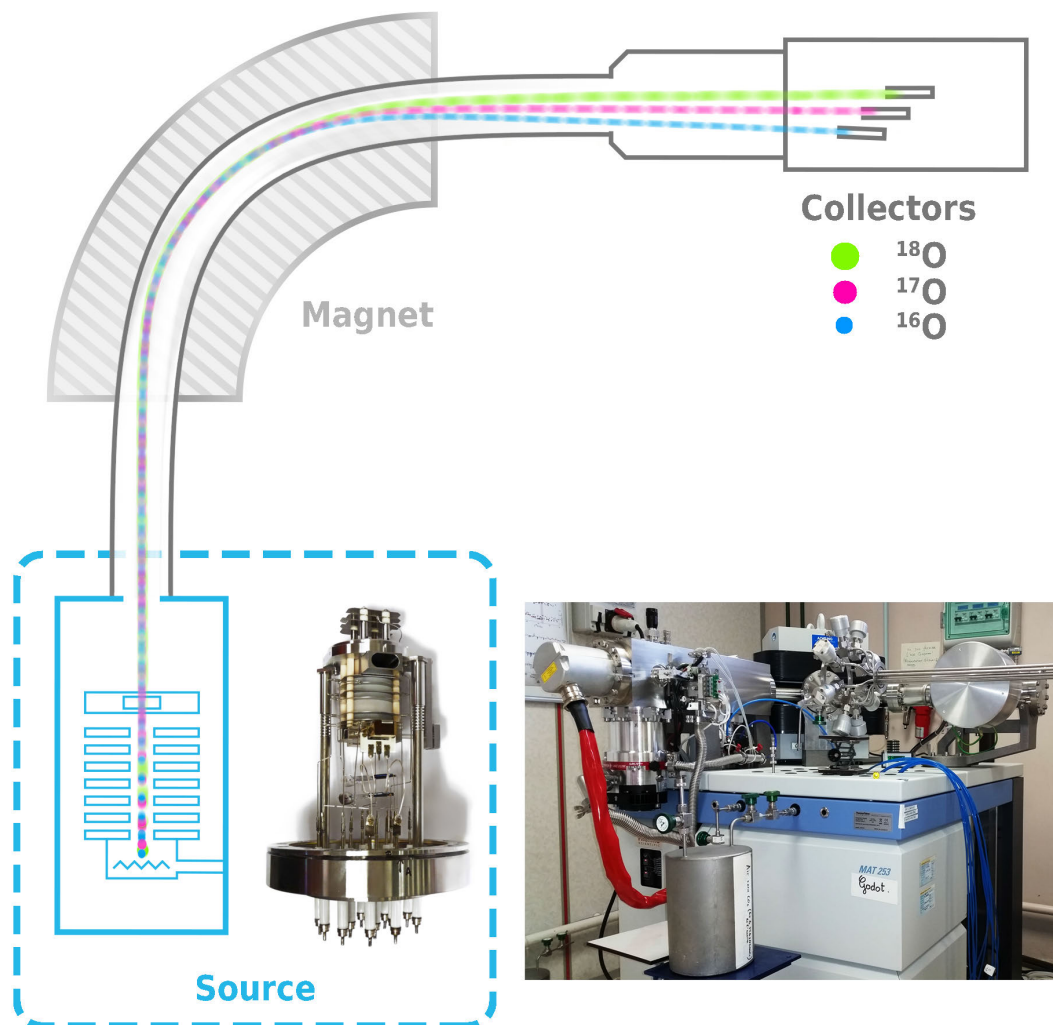 Collectors
¹⁸O
¹⁷O
¹⁶O
Magnet
Source
MAT 253
Godot.